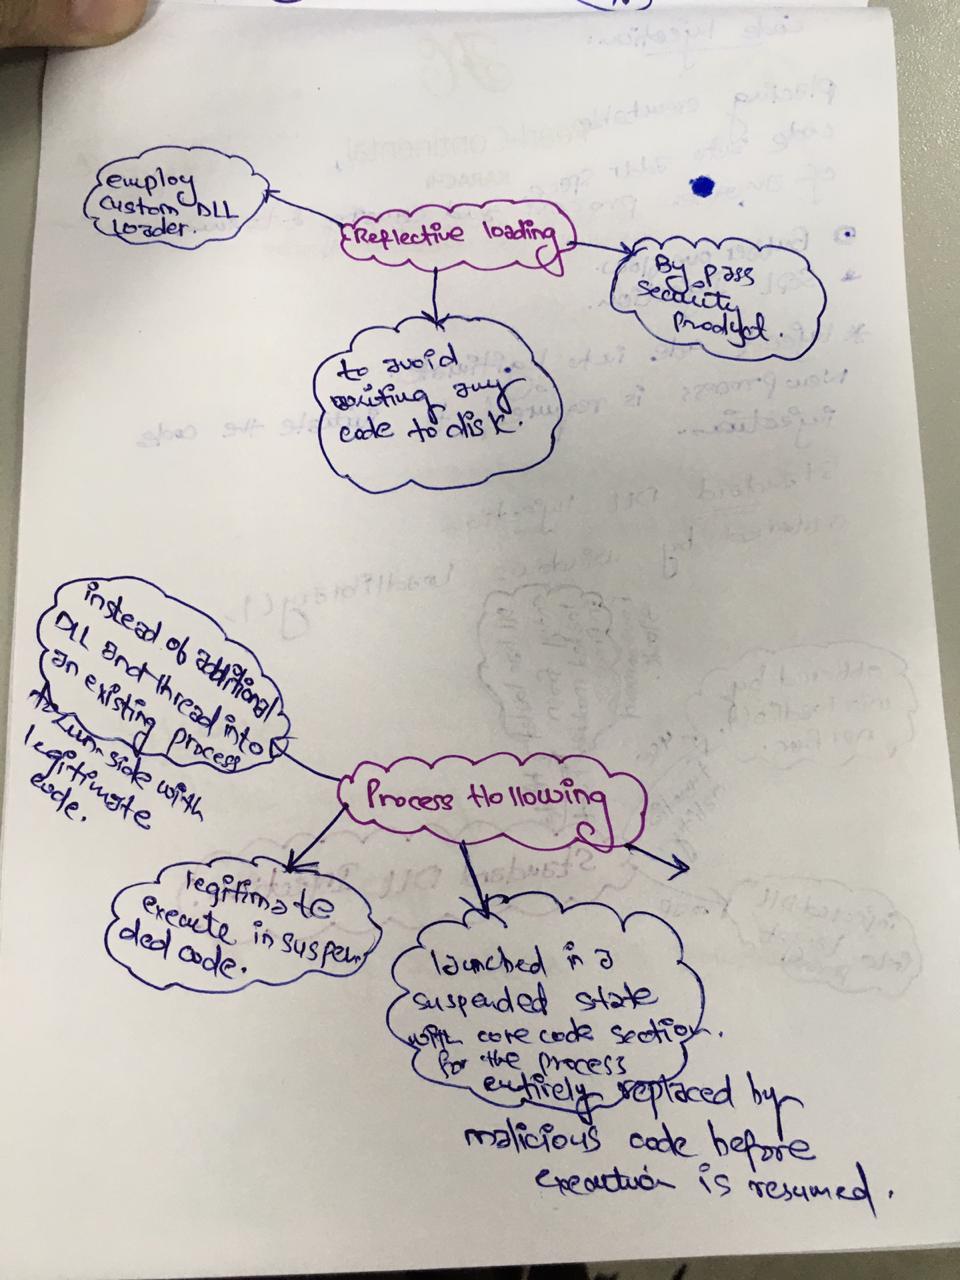 employ
custom DLL
loader.
Reflective loading
By pass
security
product.
to avoid
writing any
code to disk.
instead of additional
DLL and thread into
an existing process
to run side with
legitimate
code.
Process Hollowing
legitimate
execute in suspen
ded code.
launched in a
suspended state
with core code section.
for the process
entirely replaced by
malicious code before
execution is resumed.